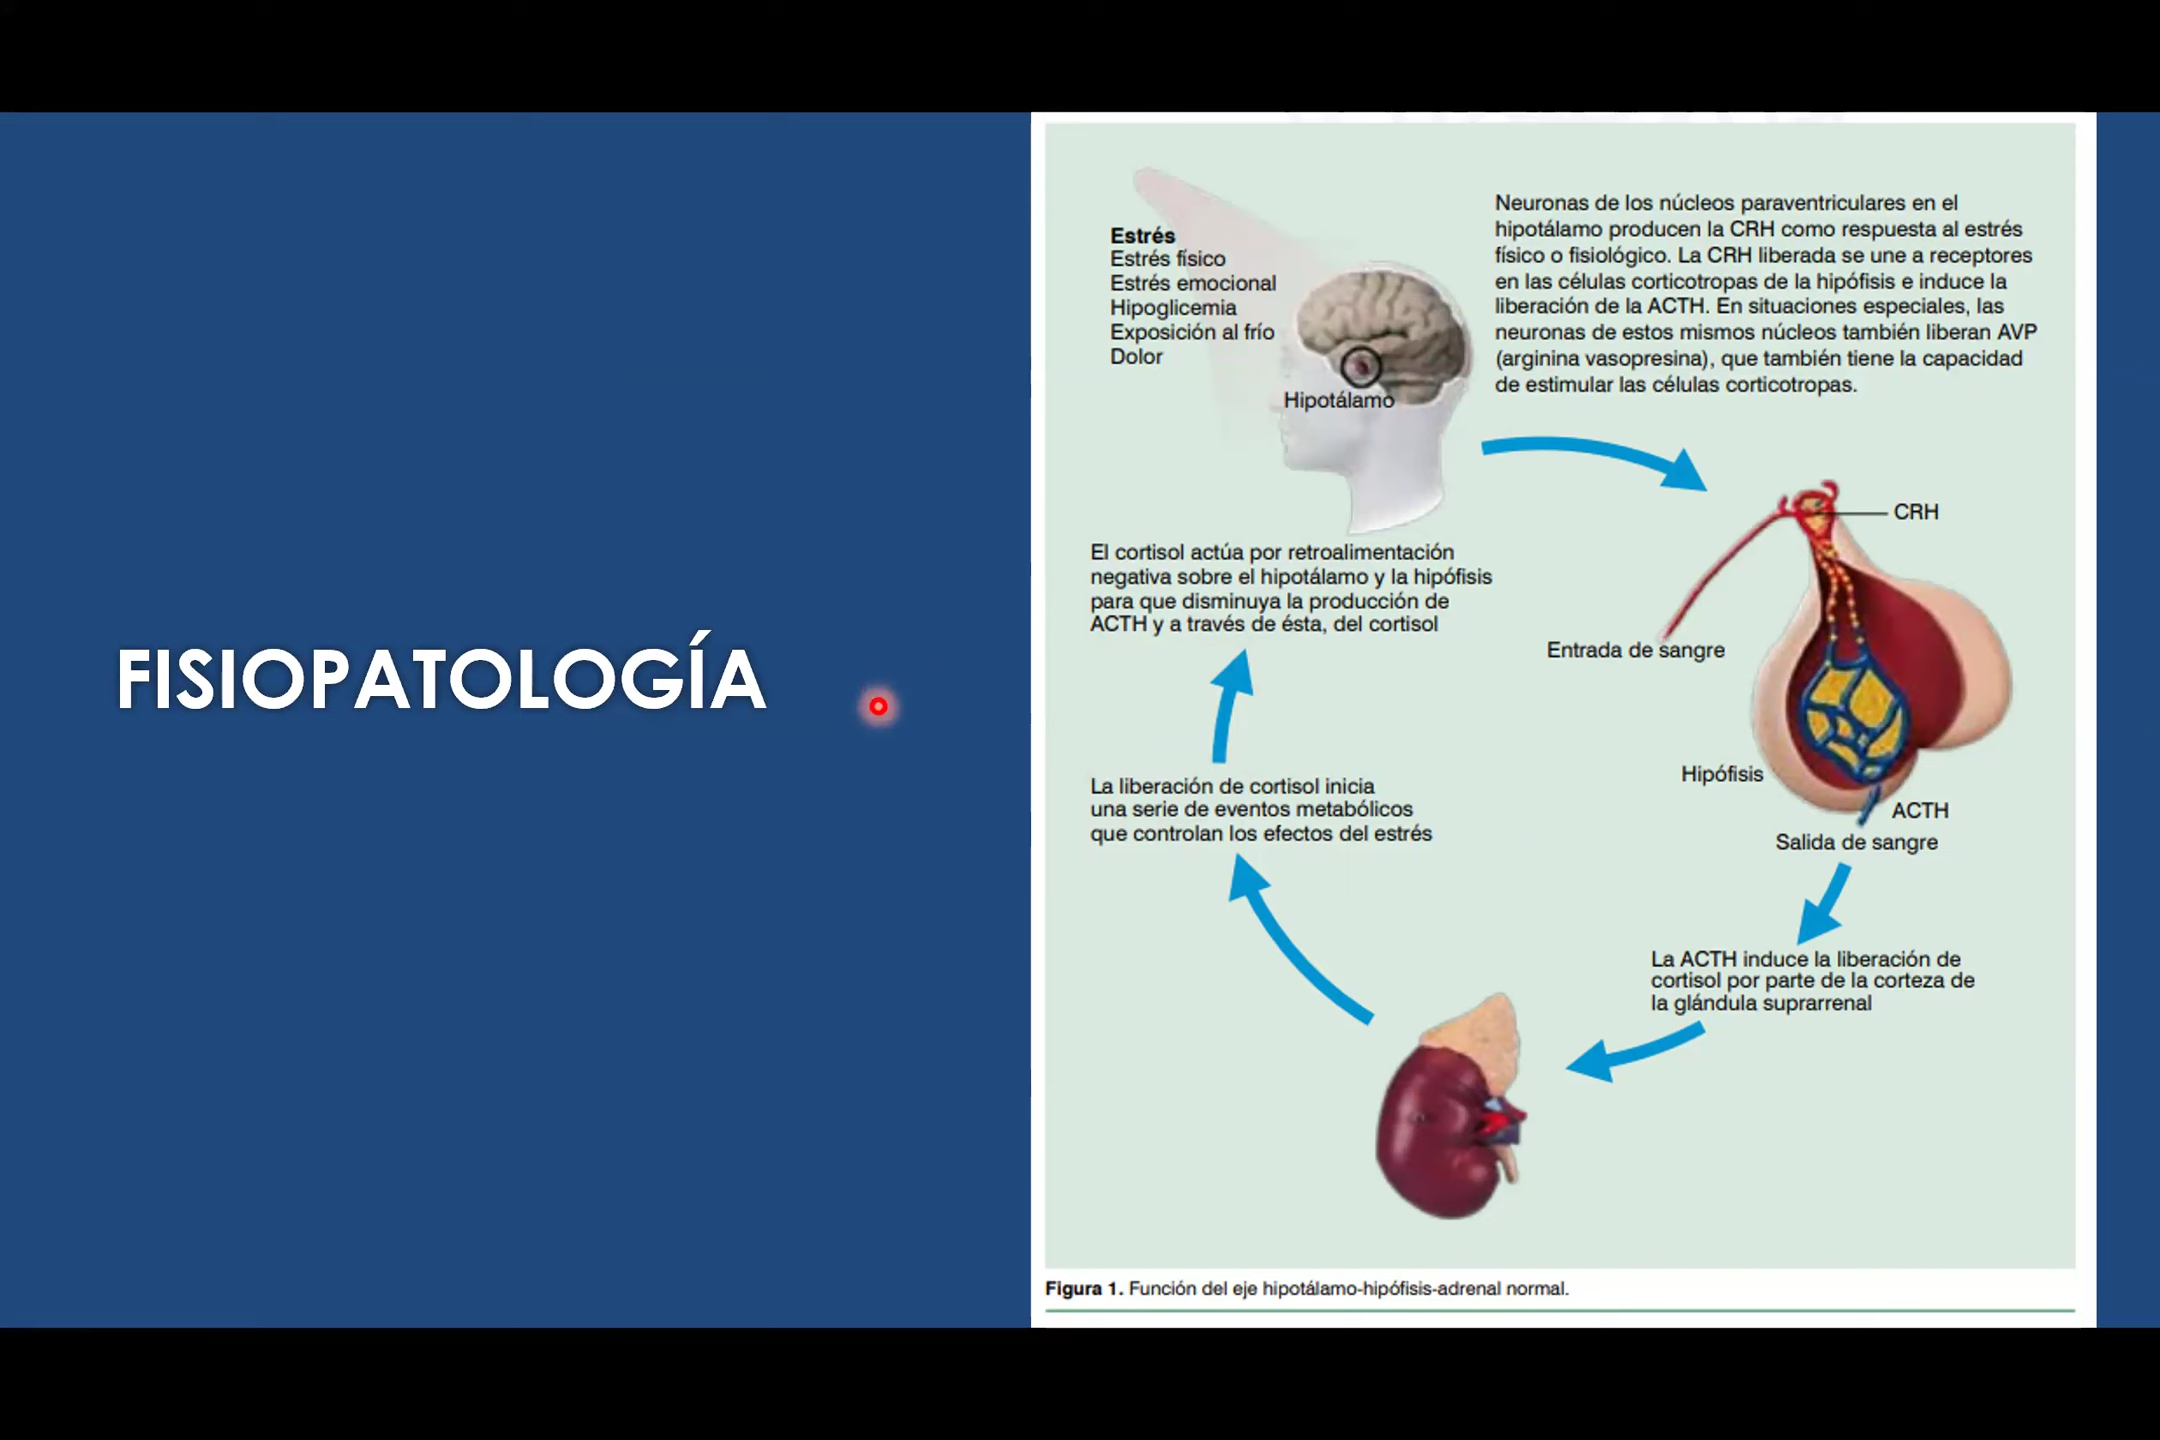 FISIOPATOLOGÍA
Estrés
Estrés físico
Estrés emocional
Hipoglicemia
Exposición al frío
Dolor
Hipotálamo
Neuronas de los núcleos paraventriculares en el
hipotálamo producen la CRH como respuesta al estrés
físico o fisiológico. La CRH liberada se une a receptores
en las células corticotropas de la hipófisis e induce la
liberación de la ACTH. En situaciones especiales, las
neuronas de estos mismos núcleos también liberan AVP
(arginina vasopresina), que también tiene la capacidad
de estimular las células corticotropas.
CRH
Entrada de sangre
Hipófisis
ACTH
Salida de sangre
La ACTH induce la liberación de
cortisol por parte de la corteza de
la glándula suprarrenal
La liberación de cortisol inicia
una serie de eventos metabólicos
que controlan los efectos del estrés
El cortisol actúa por retroalimentación
negativa sobre el hipotálamo y la hipófisis
para que disminuya la producción de
ACTH y a través de ésta, del cortisol
Figura 1. Función del eje hipotálamo-hipófisis-adrenal normal.